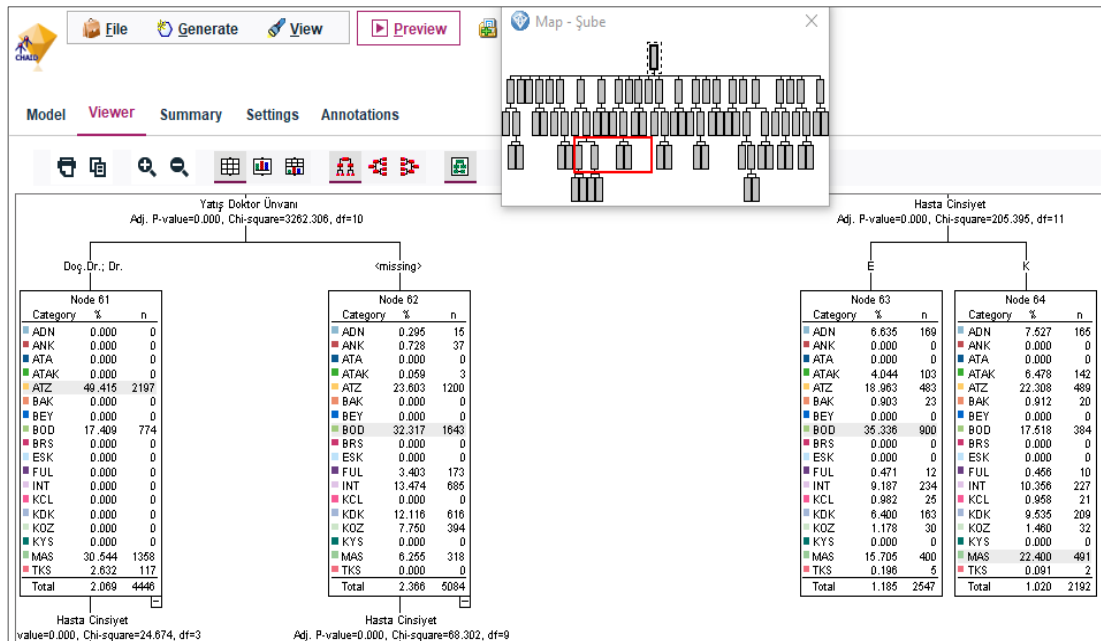 File Generate View Preview
Map - Şube
CHAID
Model Viewer Summary Settings Annotations
Yatış Doktor Ünvanı
Adj. P-value=0.000, Chi-square=3262.306, df=10
Hasta Cinsiyet
Adj. P-value=0.000, Chi-square=205.395, df=11
Doç.Dr.; Dr.
<missing>
E
K
Node 61
Category % n
ADN 0.000 0
ANK 0.000 0
ATA 0.000 0
ATAK 0.000 0
ATZ 49.415 2197
BAK 0.000 0
BEY 0.000 0
BOD 17.409 774
BRS 0.000 0
ESK 0.000 0
FUL 0.000 0
INT 0.000 0
KCL 0.000 0
KDK 0.000 0
KOZ 0.000 0
KYS 0.000 0
MAS 30.544 1358
TKS 2.632 117
Total 2.069 4446
Node 62
Category % n
ADN 0.295 15
ANK 0.728 37
ATA 0.000 0
ATAK 0.059 3
ATZ 23.603 1200
BAK 0.000 0
BEY 0.000 0
BOD 32.317 1643
BRS 0.000 0
ESK 0.000 0
FUL 3.403 173
INT 13.474 685
KCL 0.000 0
KDK 12.116 616
KOZ 7.750 394
KYS 0.000 0
MAS 6.255 318
TKS 0.000 0
Total 2.366 5084
Node 63
Category % n
ADN 6.635 169
ANK 0.000 0
ATA 0.000 0
ATAK 4.044 103
ATZ 18.963 483
BAK 0.903 23
BEY 0.000 0
BOD 35.336 900
BRS 0.000 0
ESK 0.000 0
FUL 0.471 12
INT 9.187 234
KCL 0.982 25
KDK 6.400 163
KOZ 1.178 30
KYS 0.000 0
MAS 15.705 400
TKS 0.196 5
Total 1.185 2547
Node 64
Category % n
ADN 7.527 165
ANK 0.000 0
ATA 0.000 0
ATAK 6.478 142
ATZ 22.308 489
BAK 0.912 20
BEY 0.000 0
BOD 17.518 384
BRS 0.000 0
ESK 0.000 0
FUL 0.456 10
INT 10.356 227
KCL 0.958 21
KDK 9.535 209
KOZ 1.460 32
KYS 0.000 0
MAS 22.400 491
TKS 0.091 2
Total 1.020 2192
Hasta Cinsiyet
value=0.000, Chi-square=24.674, df=3
Hasta Cinsiyet
Adj. P-value=0.000, Chi-square=68.302, df=9